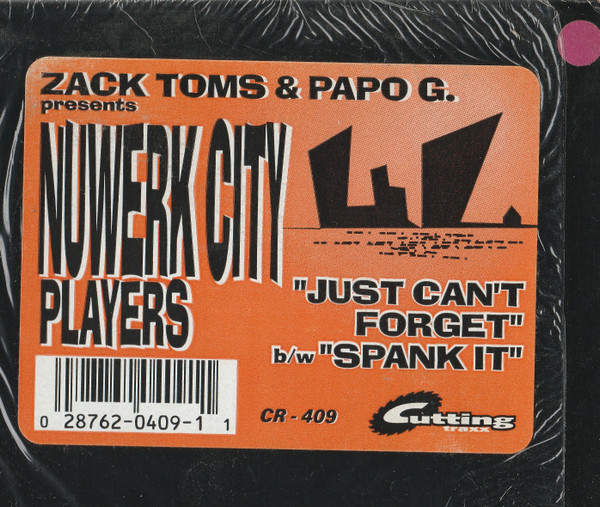 ZACK TOMS & PAPO G.
presents
NUWERK CITY
PLAYERS
"JUST CAN'T
FORGET"
b/w "SPANK IT"
0 28762-0409-1 1
CR - 409
Cutting
traxx